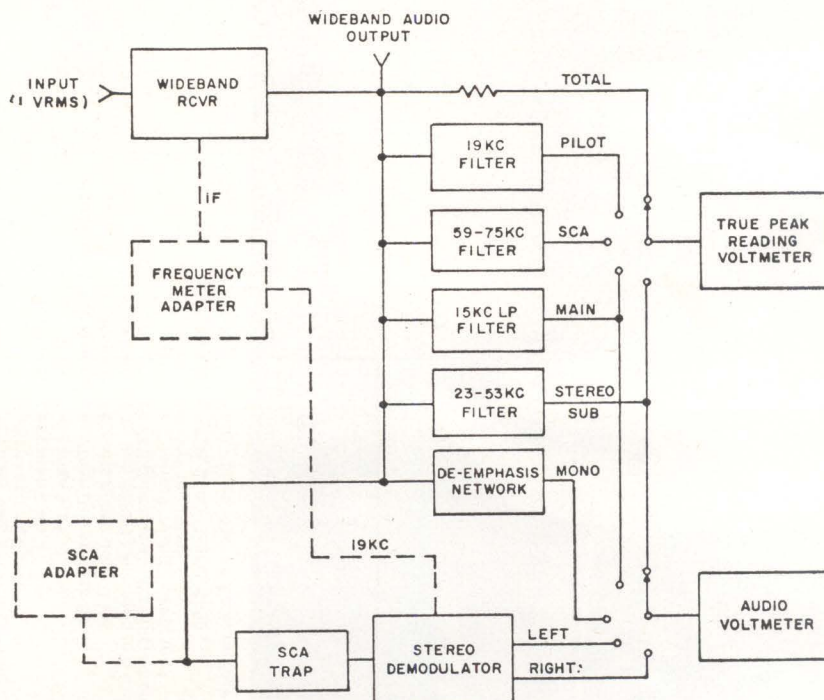 WIDEBAND AUDIO
OUTPUT
INPUT
(1 VRMS)
WIDEBAND
RCVR
TOTAL
19KC
FILTER
PILOT
IF
59-75KC
FILTER
SCA
TRUE PEAK
READING
VOLTMETER
FREQUENCY
METER
ADAPTER
15KC LP
FILTER
MAIN
23-53KC
FILTER
STEREO
SUB
DE-EMPHASIS
NETWORK
MONO
SCA
ADAPTER
19KC
AUDIO
VOLTMETER
SCA
TRAP
STEREO
DEMODULATOR
LEFT
RIGHT